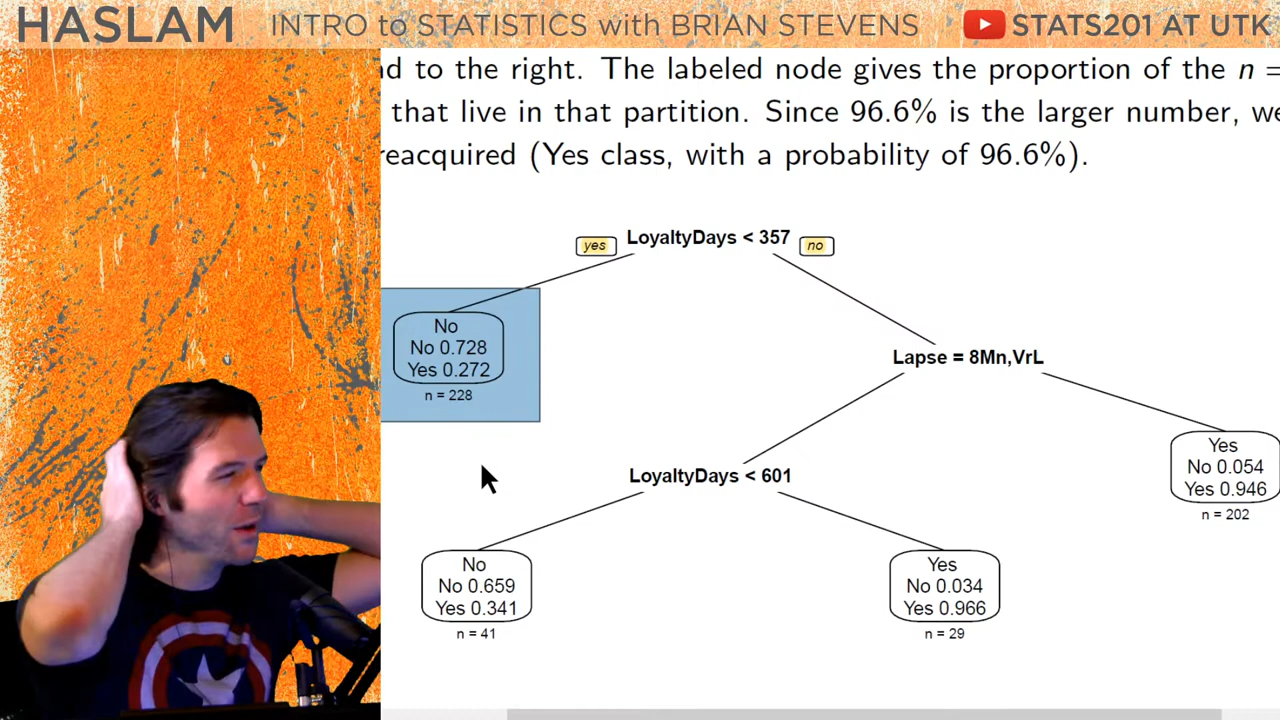 HASLAM INTRO to STATISTICS with BRIAN STEVENS STATS201 AT UTK
d to the right. The labeled node gives the proportion of the n =
that live in that partition. Since 96.6% is the larger number, we
reacquired (Yes class, with a probability of 96.6%).
yes LoyaltyDays < 357 no
No
No 0.728
Yes 0.272
n = 228
Lapse = 8Mn,VrL
Yes
No 0.054
Yes 0.946
n = 202
LoyaltyDays < 601
No
No 0.659
Yes 0.341
n = 41
Yes
No 0.034
Yes 0.966
n = 29